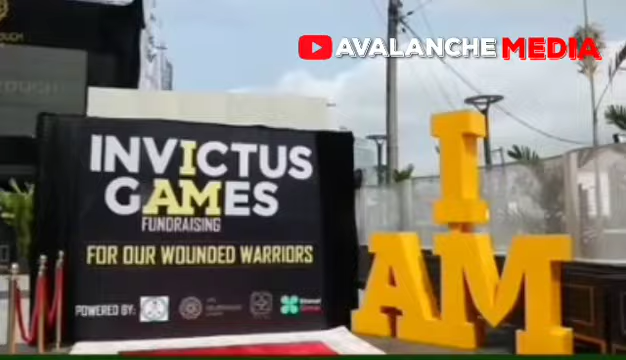 AVALANCHE MEDIA
INVICTUS
GAMES
FUNDRAISING
FOR OUR WOUNDED WARRIORS
POWERED BY:
I
AM